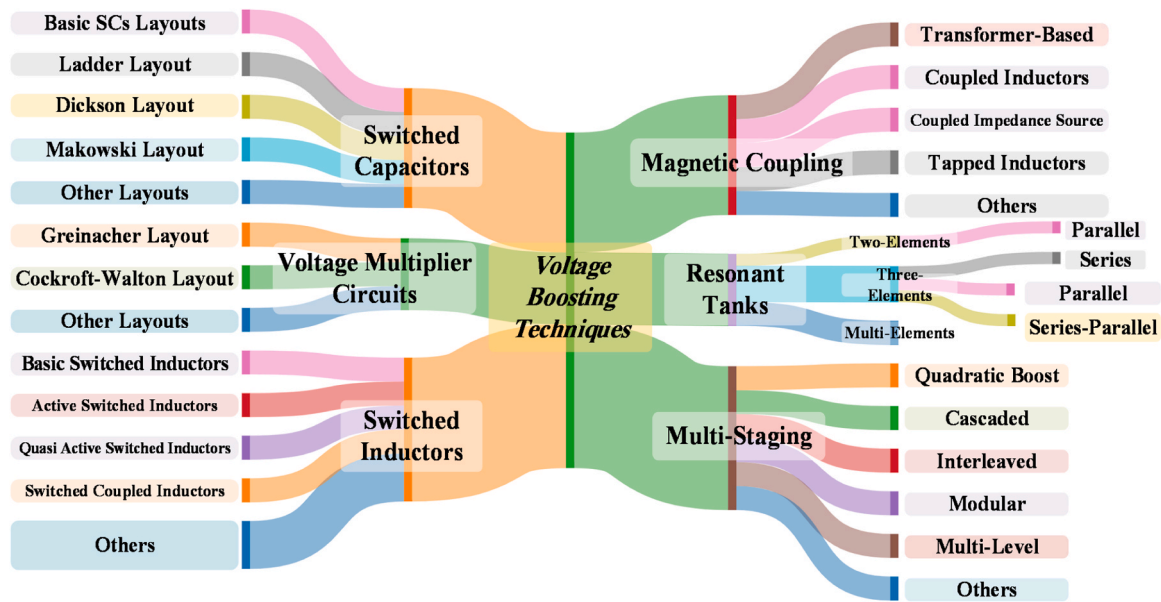 Basic SCs Layouts
Ladder Layout
Dickson Layout
Makowski Layout
Other Layouts
Greinacher Layout
Cockroft-Walton Layout
Other Layouts
Basic Switched Inductors
Active Switched Inductors
Quasi Active Switched Inductors
Switched Coupled Inductors
Others
Switched
Capacitors
Voltage Multiplier
Circuits
Switched
Inductors
Voltage
Boosting
Techniques
Magnetic Coupling
Resonant
Tanks
Multi-Staging
Transformer-Based
Coupled Inductors
Coupled Impedance Source
Tapped Inductors
Others
Two-Elements
Three-
Elements
Multi-Elements
Parallel
Series
Parallel
Series-Parallel
Quadratic Boost
Cascaded
Interleaved
Modular
Multi-Level
Others